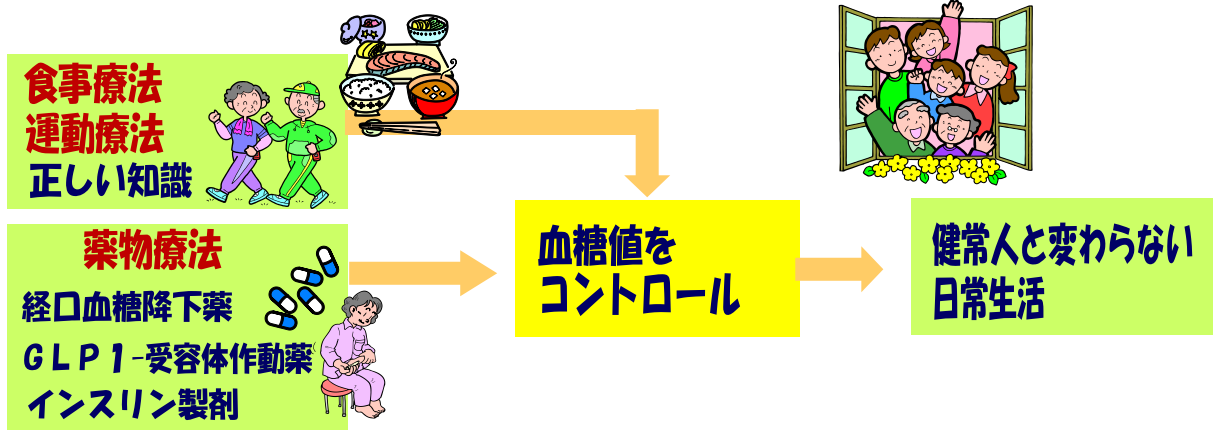 食事療法
運動療法
正しい知識
薬物療法
経口血糖降下薬
GLP1-受容体作動薬
インスリン製剤
血糖値を
コントロール
健常人と変わらない
日常生活